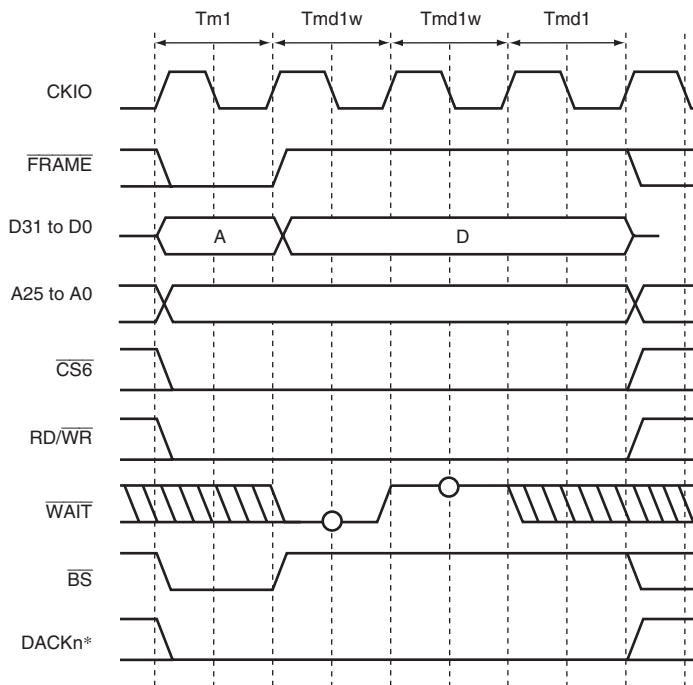 Tm1 Tmd1w Tmd1w Tmd1
CKIO
FRAME
D31 to D0
A D
A25 to A0
CS6
RD/WR
WAIT
BS
DACKn*